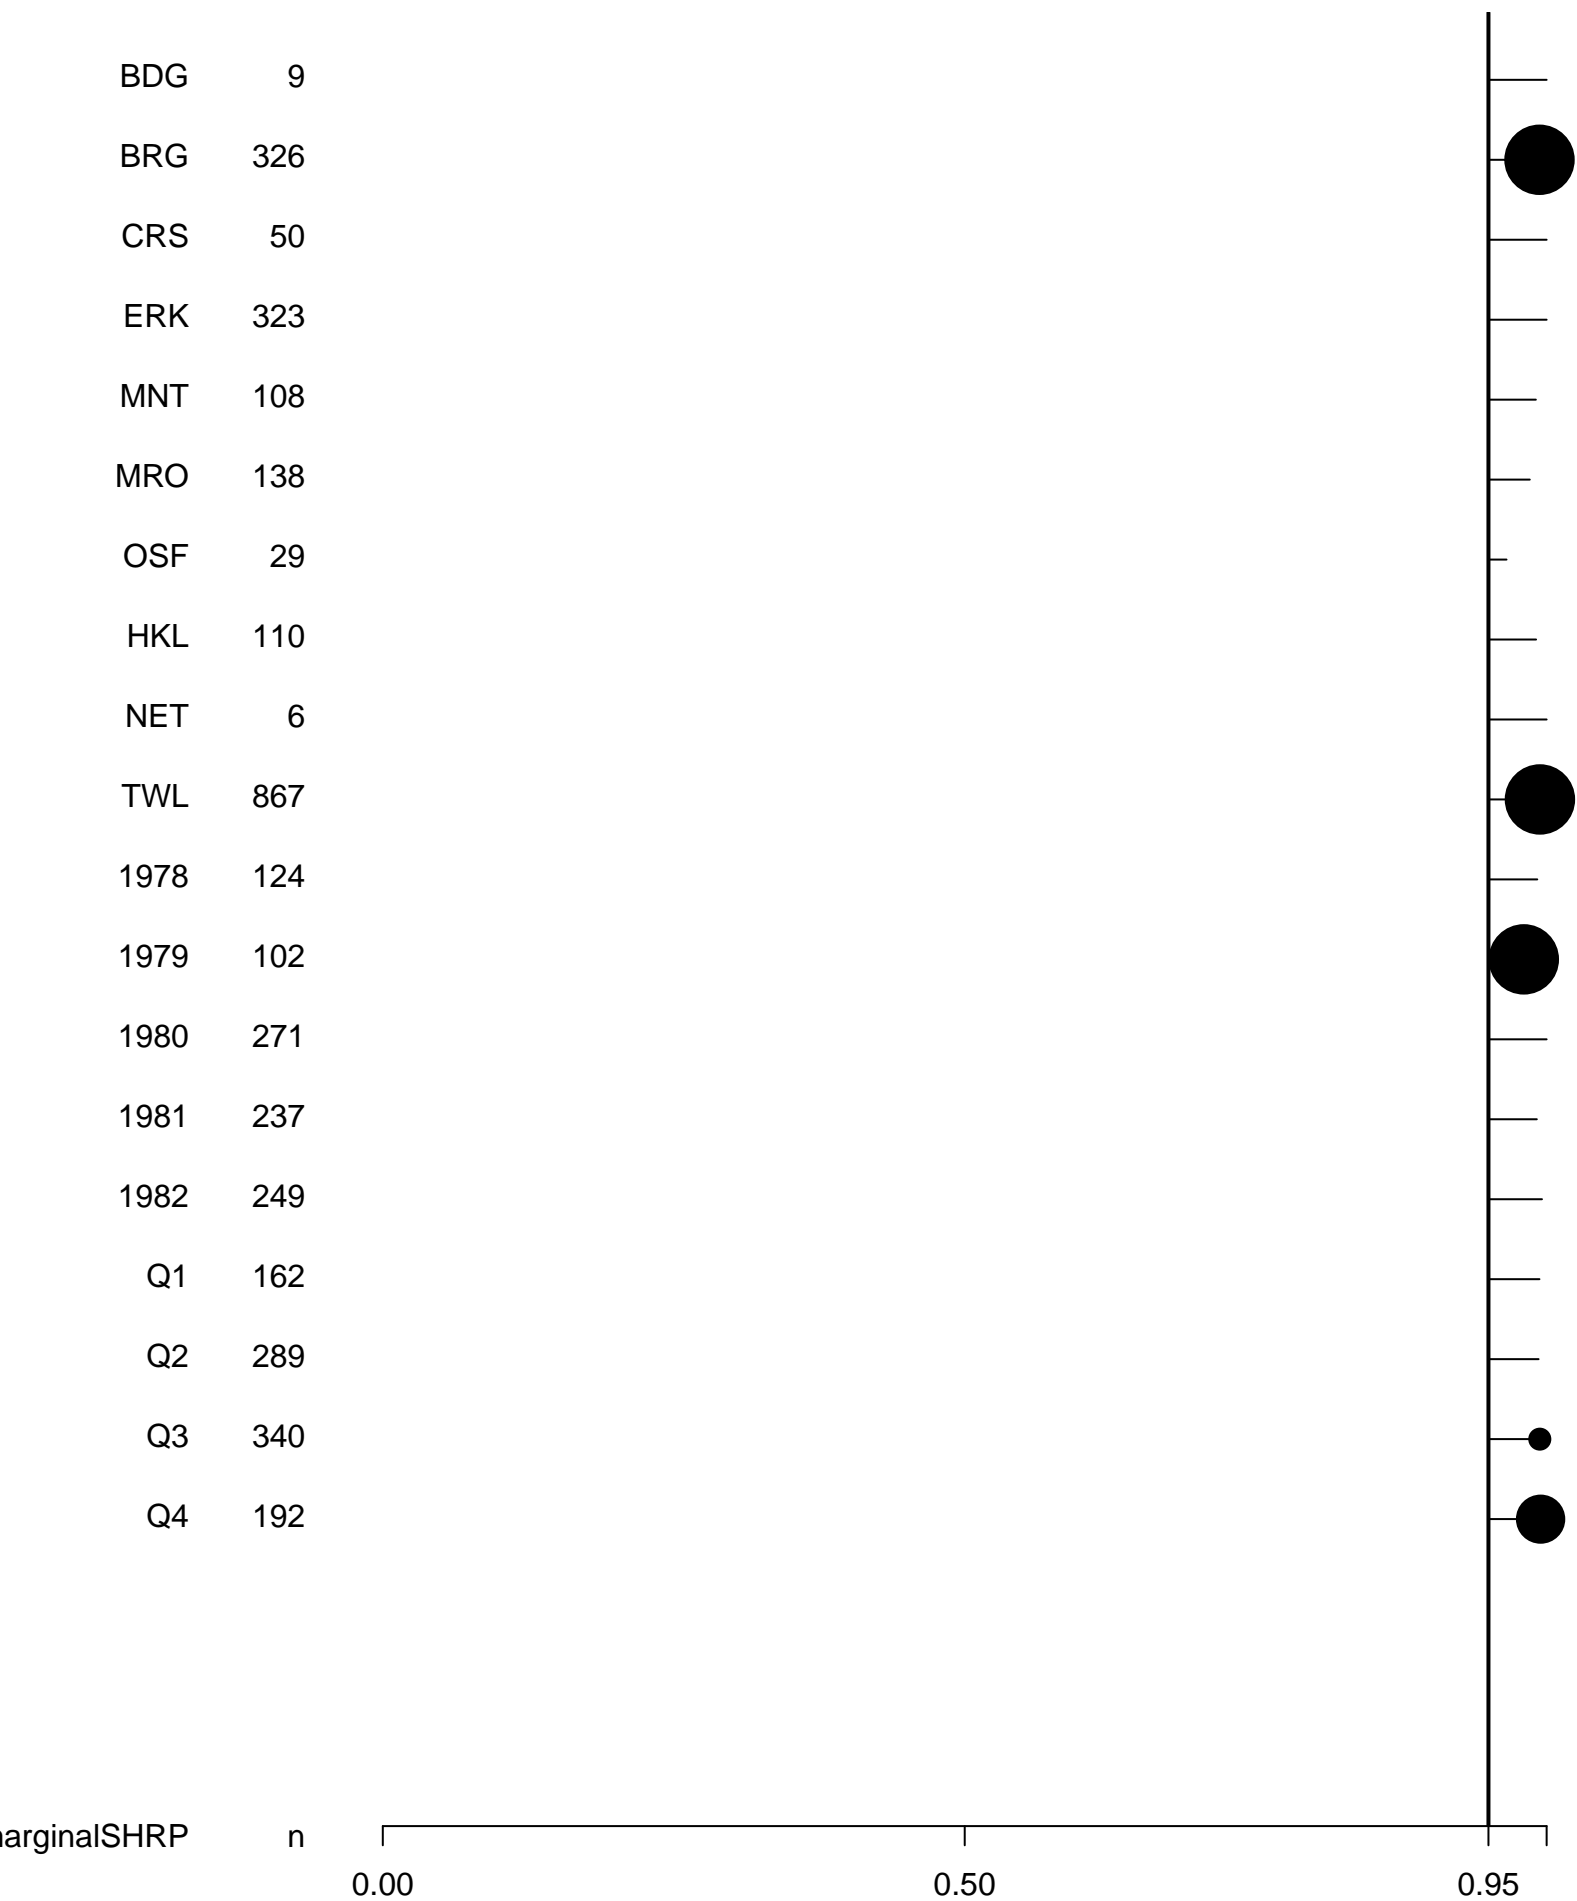 BDG 9
BRG 326
CRS 50
ERK 323
MNT 108
MRO 138
OSF 29
HKL 110
NET 6
TWL 867
1978 124
1979 102
1980 271
1981 237
1982 249
Q1 162
Q2 289
Q3 340
Q4 192
arginalSHRP n
0.00 0.50 0.95